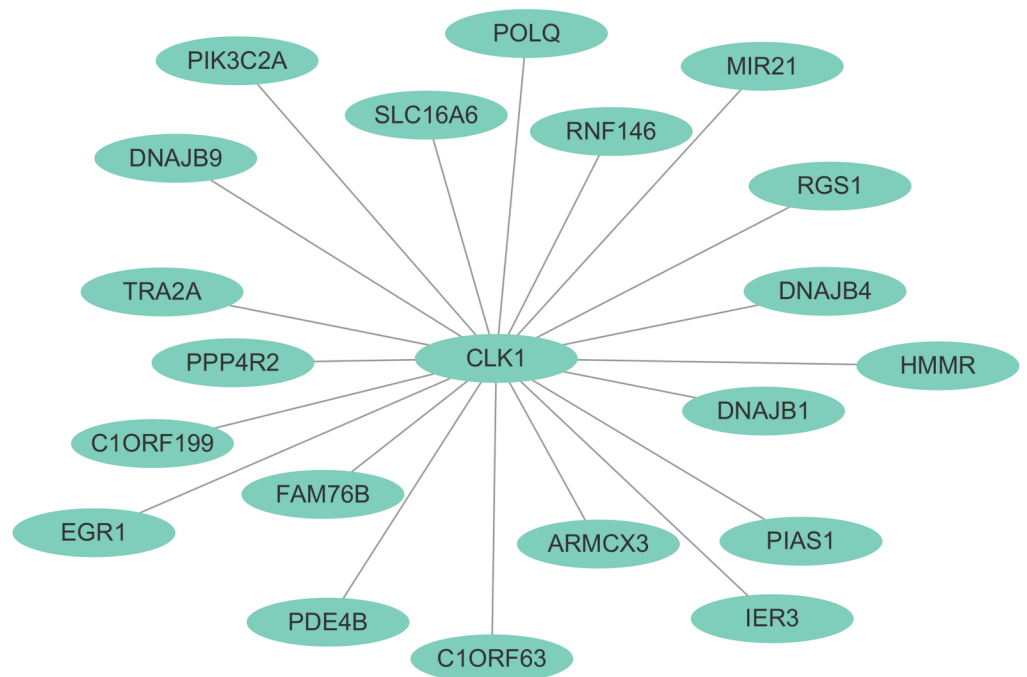 POLQ
PIK3C2A
MIR21
SLC16A6
RNF146
DNAJB9
RGS1
TRA2A
DNAJB4
CLK1
PPP4R2
HMMR
DNAJB1
C1ORF199
FAM76B
EGR1
ARMCX3
PIAS1
PDE4B
IER3
C1ORF63